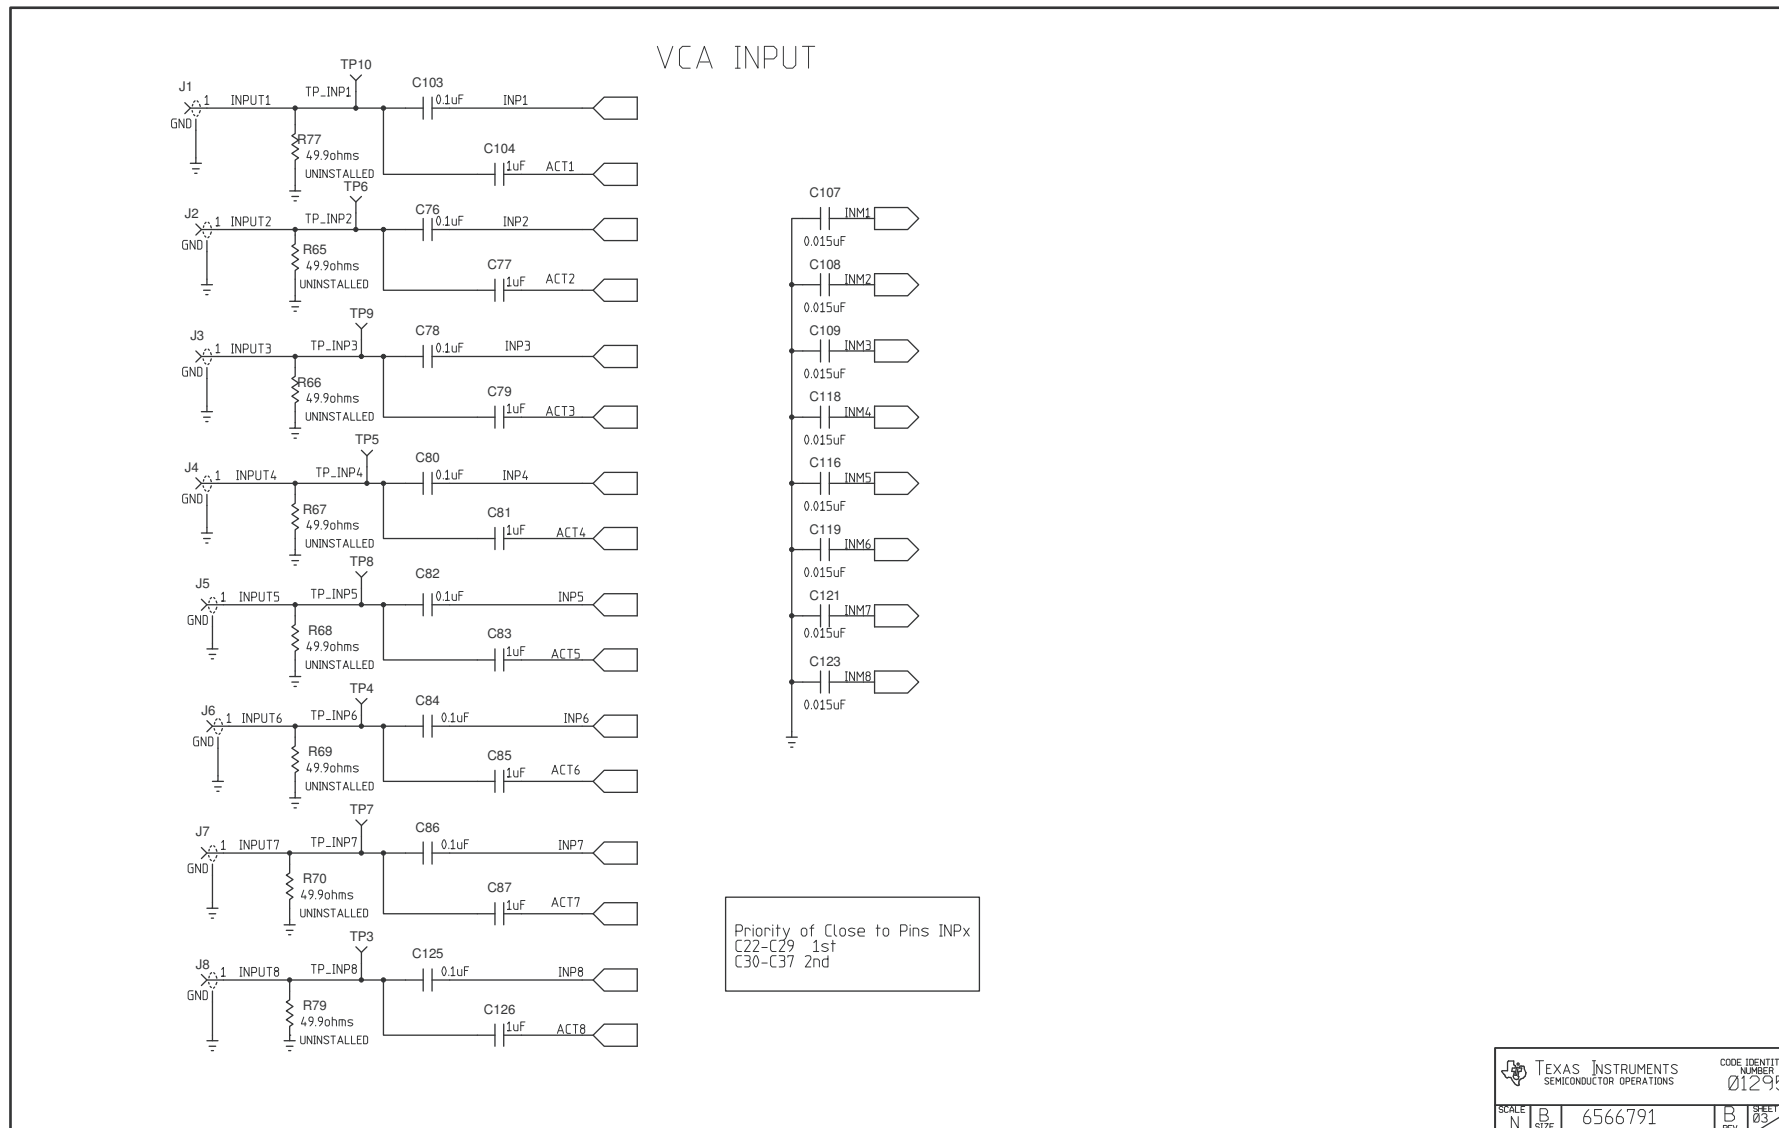 VCA INPUT
TP10
J1
1
INPUT1
TP_INP1
C103
0.1uF
INP1
GND
R77
49.9ohms
UNINSTALLED
C104
1uF
ACT1
TP6
J2
1
INPUT2
TP_INP2
C76
0.1uF
INP2
GND
R65
49.9ohms
UNINSTALLED
C77
1uF
ACT2
TP9
J3
1
INPUT3
TP_INP3
C78
0.1uF
INP3
GND
R66
49.9ohms
UNINSTALLED
C79
1uF
ACT3
TP5
J4
1
INPUT4
TP_INP4
C80
0.1uF
INP4
GND
R67
49.9ohms
UNINSTALLED
C81
1uF
ACT4
TP8
J5
1
INPUT5
TP_INP5
C82
0.1uF
INP5
GND
R68
49.9ohms
UNINSTALLED
C83
1uF
ACT5
TP4
J6
1
INPUT6
TP_INP6
C84
0.1uF
INP6
GND
R69
49.9ohms
UNINSTALLED
C85
1uF
ACT6
TP7
J7
1
INPUT7
TP_INP7
C86
0.1uF
INP7
GND
R70
49.9ohms
UNINSTALLED
C87
1uF
ACT7
TP3
J8
1
INPUT8
TP_INP8
C125
0.1uF
INP8
GND
R79
49.9ohms
UNINSTALLED
C126
1uF
ACT8
C107
INM1
0.015uF
C108
INM2
0.015uF
C109
INM3
0.015uF
C118
INM4
0.015uF
C116
INM5
0.015uF
C119
INM6
0.015uF
C121
INM7
0.015uF
C123
INM8
0.015uF
Priority of Close to Pins INPx
C22-C29 1st
C30-C37 2nd
TEXAS INSTRUMENTS
SEMICONDUCTOR OPERATIONS
CODE IDENTIT
NUMBER
0129
SCALE
N
B
SIZE
6566791
B
REV
SHEET
03